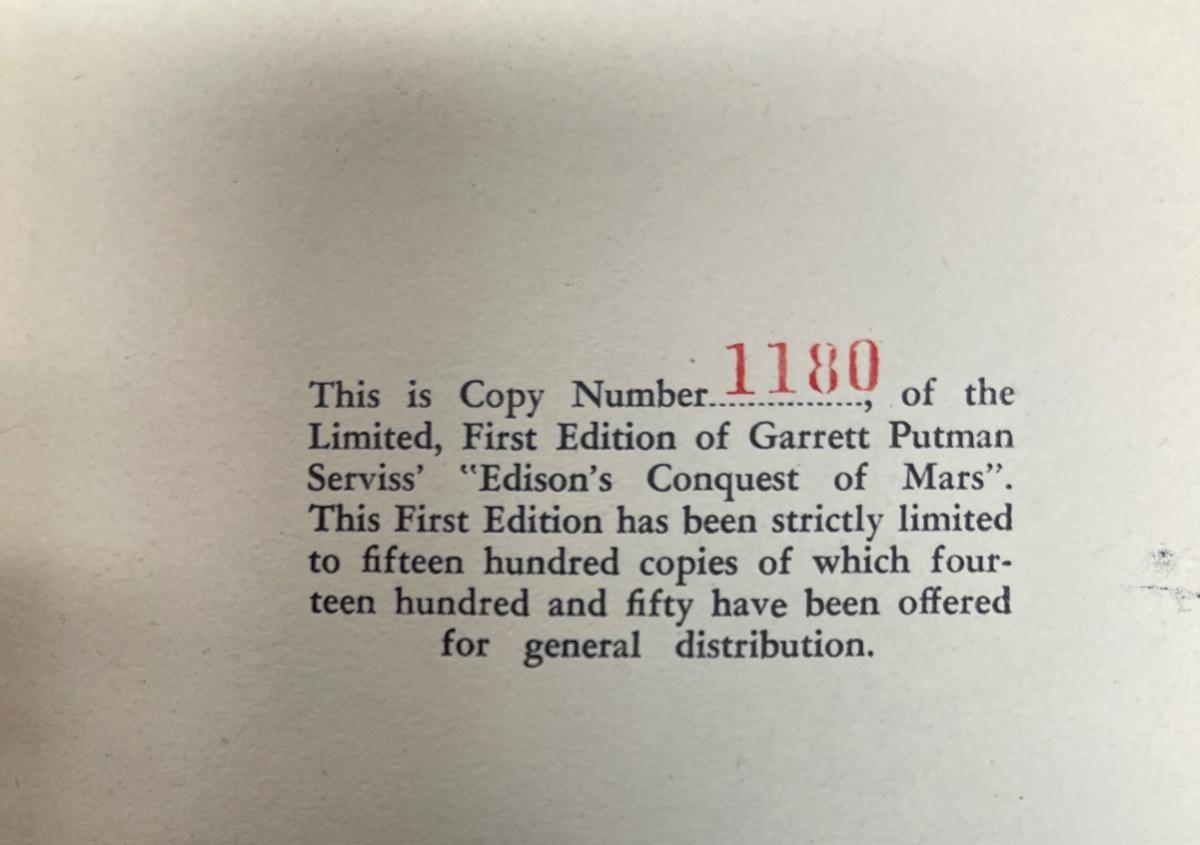 This is Copy Number 1180, of the
Limited, First Edition of Garrett Putman
Serviss’ “Edison’s Conquest of Mars”.
This First Edition has been strictly limited
to fifteen hundred copies of which four-
teen hundred and fifty have been offered
for general distribution.